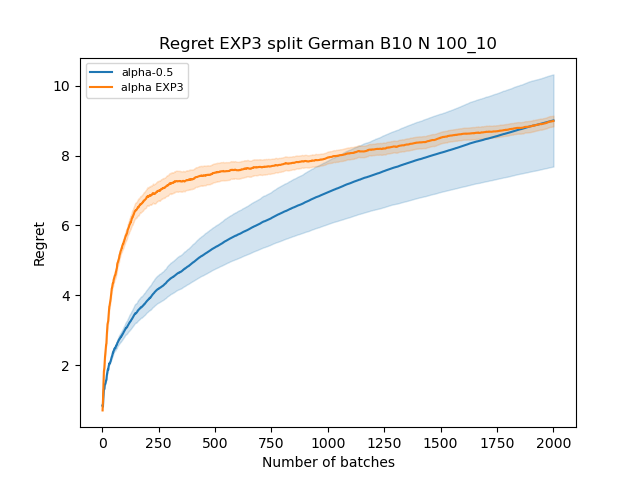 Regret EXP3 split German B10 N 100_10
alpha-0.5
alpha EXP3
10
8
6
4
2
Regret
0 250 500 750 1000 1250 1500 1750 2000
Number of batches